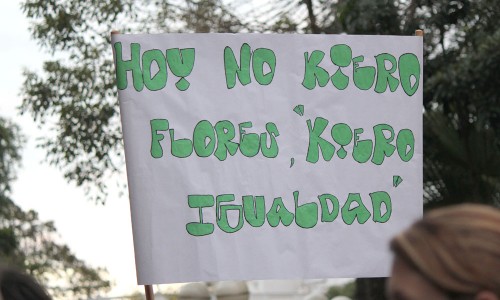 HOY NO KIERO
FLORES, "KIERO
IGUALDAD"